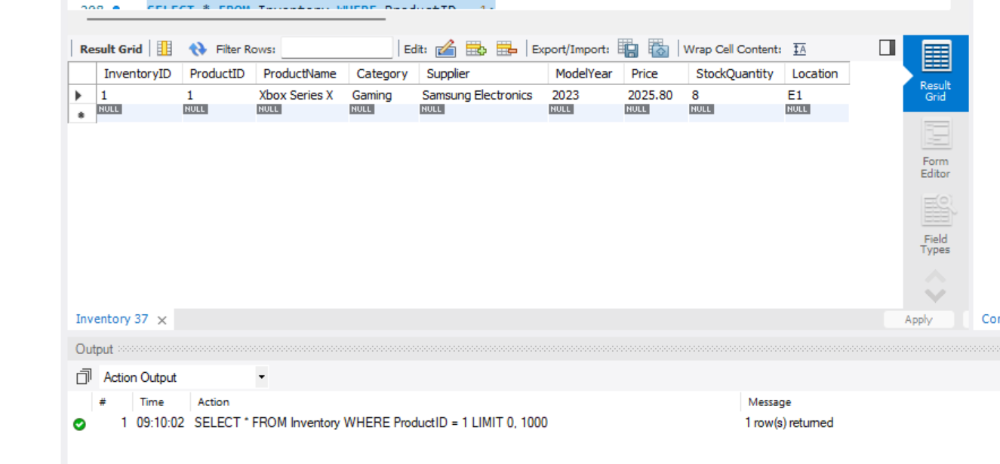 208 SELECT * FROM Inventory WHERE ProductID = 1;
Result Grid Filter Rows: Edit: Export/Import: Wrap Cell Content: IA
InventoryID ProductID ProductName Category Supplier ModelYear Price StockQuantity Location
1 1 Xbox Series X Gaming Samsung Electronics 2023 2025.80 8 E1
NULL NULL NULL NULL NULL NULL NULL NULL NULL
Result
Grid
Form
Editor
Field
Types
Inventory 37 Apply
Output
Action Output
# Time Action Message
1 09:10:02 SELECT * FROM Inventory WHERE ProductID = 1 LIMIT 0, 1000 1 row(s) returned